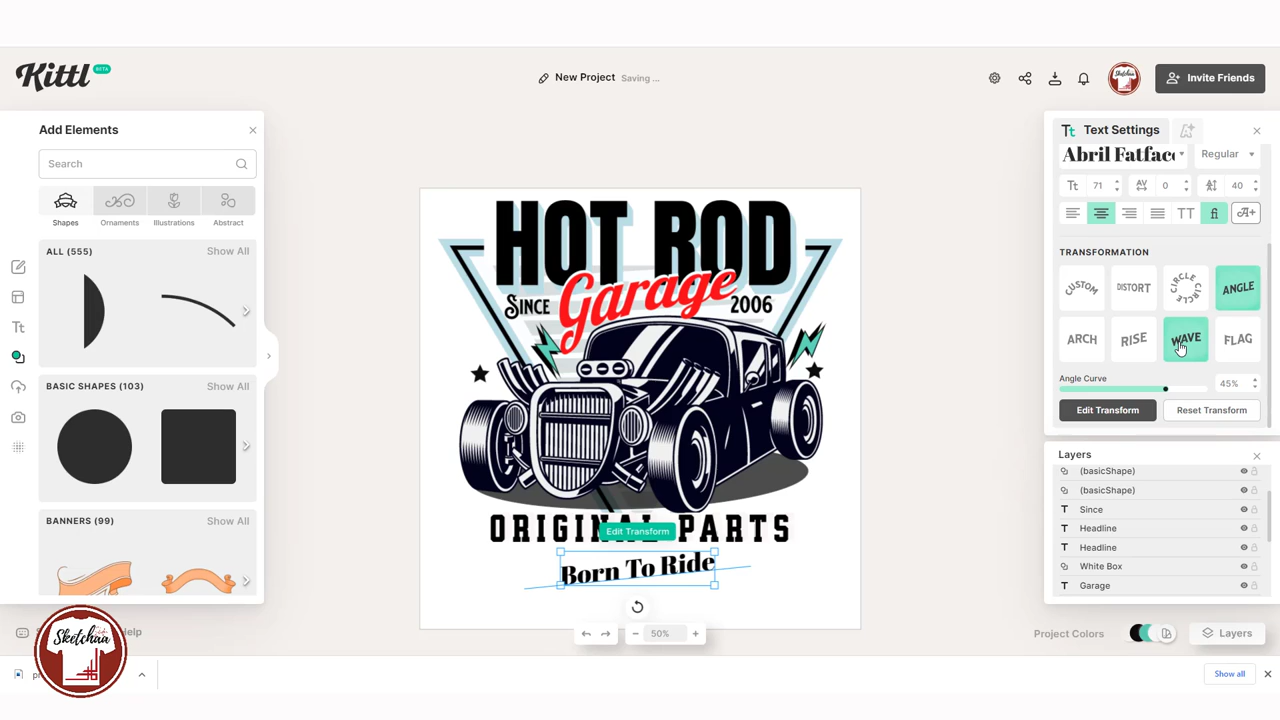 Kittl BETA
New Project Saving ...
Invite Friends
Add Elements
Search
Shapes
Ornaments
Illustrations
Abstract
ALL (555)
Show All
BASIC SHAPES (103)
Show All
BANNERS (99)
Show All
HOT ROD
SINCE
Garage
2006
ORIGINAL PARTS
Edit Transform
Born To Ride
50%
Text Settings
Abril Fatface
Regular
71
0
40
TRANSFORMATION
CUSTOM
DISTORT
CIRCLE CIRCLE
ANGLE
ARCH
RISE
WAVE
FLAG
Angle Curve
45%
Edit Transform
Reset Transform
Layers
(basicShape)
(basicShape)
Since
Headline
Headline
White Box
Garage
Project Colors
Layers
Sketchaa
Show all